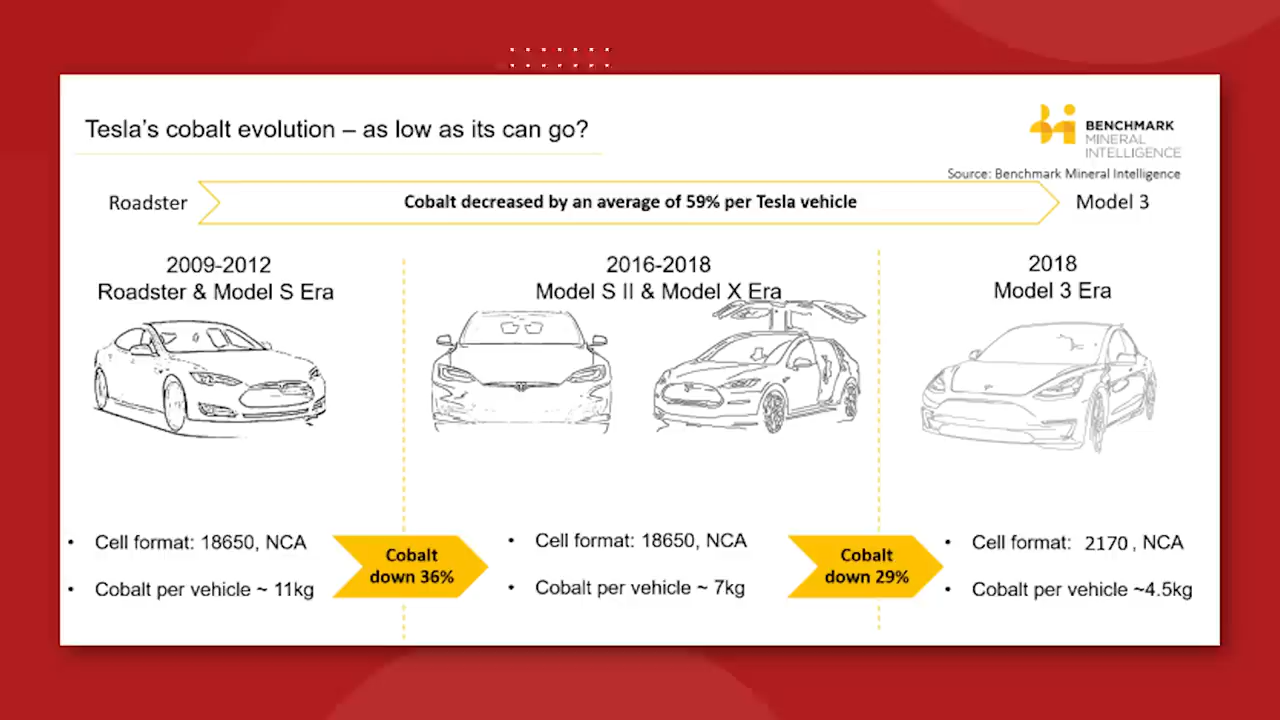 Tesla's cobalt evolution – as low as its can go?
BENCHMARK
MINERAL
INTELLIGENCE
Source: Benchmark Mineral Intelligence
Roadster
Cobalt decreased by an average of 59% per Tesla vehicle
Model 3
2009-2012
Roadster & Model S Era
2016-2018
Model S II & Model X Era
2018
Model 3 Era
• Cell format: 18650, NCA
• Cobalt per vehicle ~ 11kg
Cobalt
down 36%
• Cell format: 18650, NCA
• Cobalt per vehicle ~ 7kg
Cobalt
down 29%
• Cell format: 2170 , NCA
• Cobalt per vehicle ~4.5kg